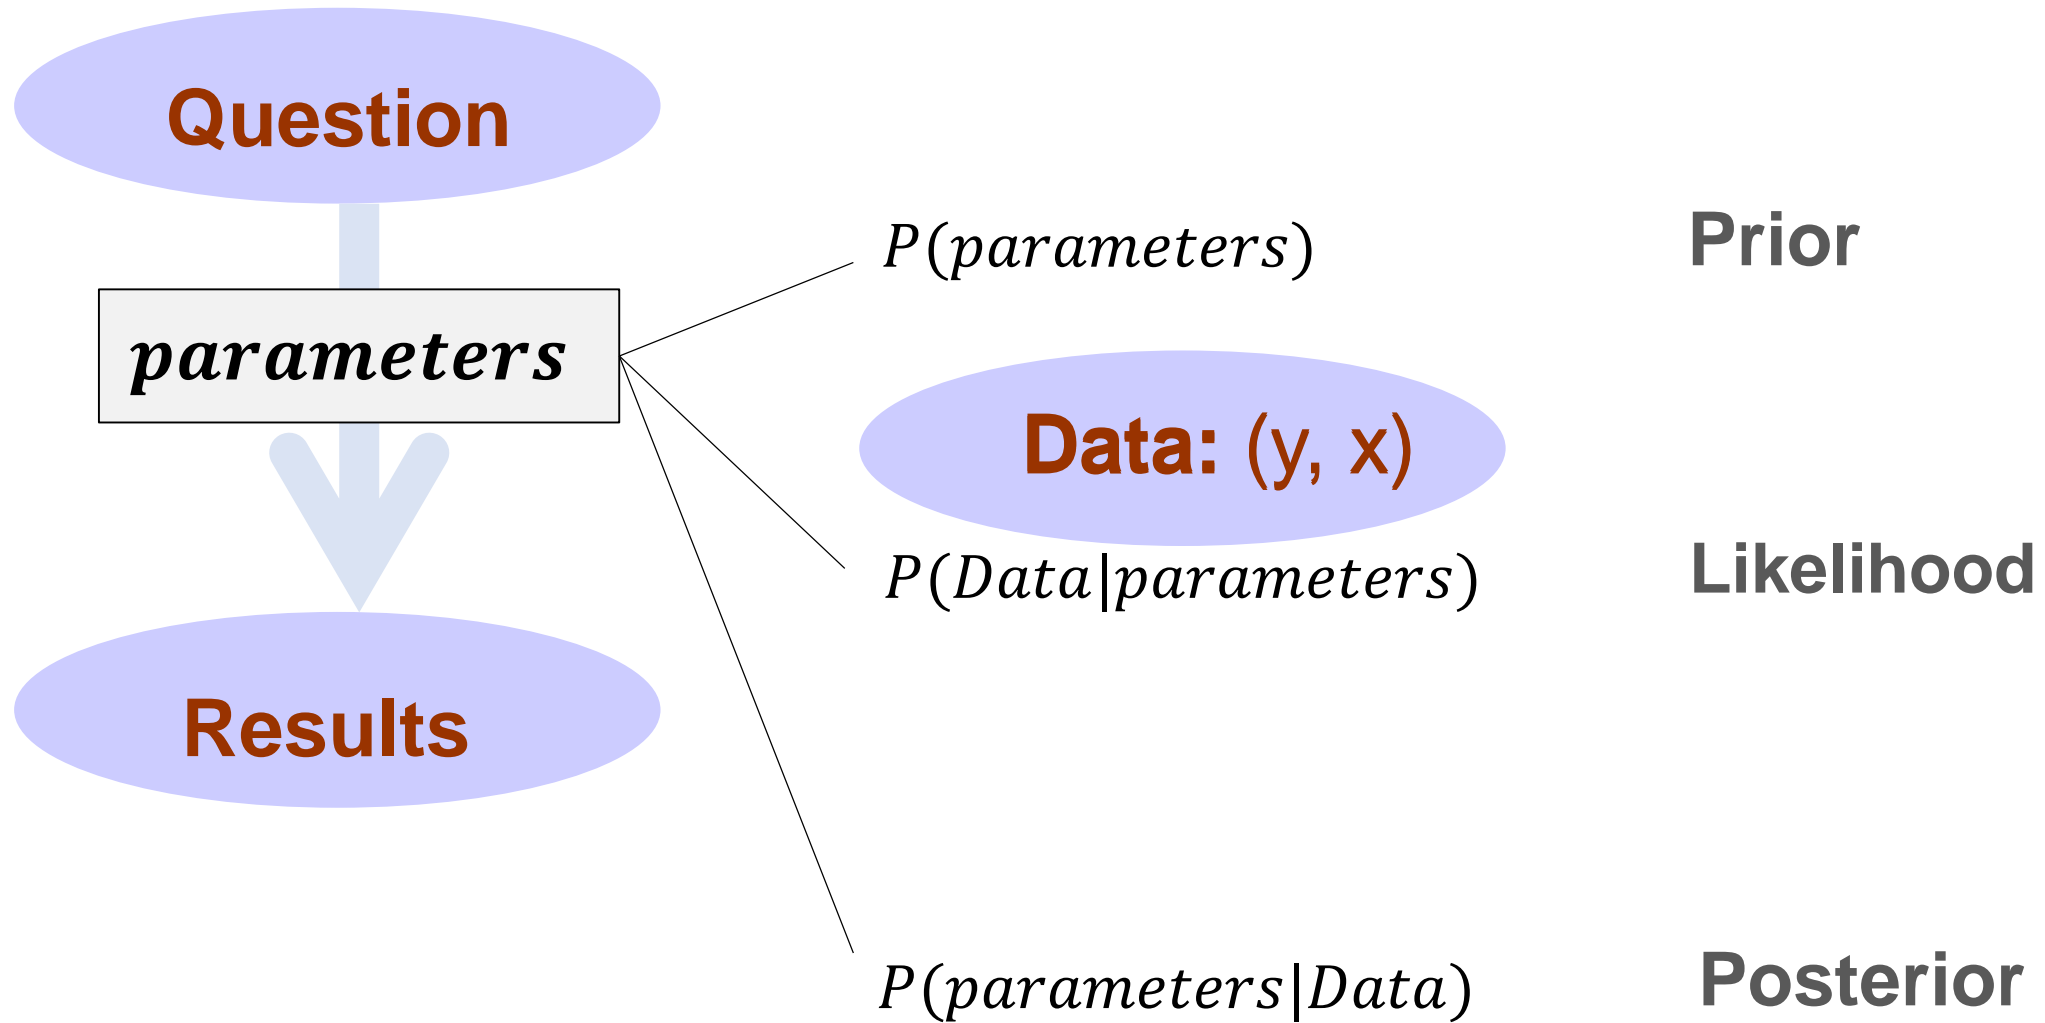 Question
P(parameters) Prior
parameters
Data: (y, x)
P(Data|parameters) Likelihood
Results
P(parameters|Data) Posterior